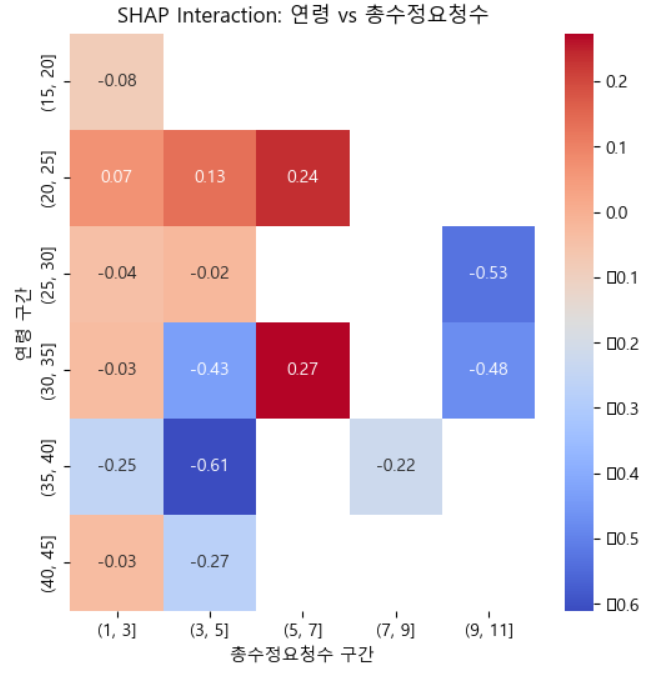 SHAP Interaction: 연령 vs 총수정요청수
연령 구간
(15, 20]
(20, 25]
(25, 30]
(30, 35]
(35, 40]
(40, 45]
-0.08
0.07 0.13 0.24
-0.04 -0.02 -0.53
-0.03 -0.43 0.27 -0.48
-0.25 -0.61 -0.22
-0.03 -0.27
(1, 3] (3, 5] (5, 7] (7, 9] (9, 11]
총수정요청수 구간
0.2
0.1
0.0
▯0.1
▯0.2
▯0.3
▯0.4
▯0.5
▯0.6